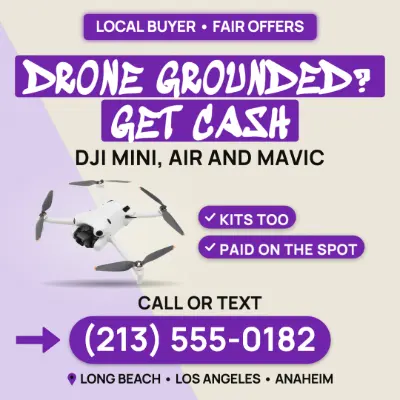 LOCAL BUYER • FAIR OFFERS
DRONE GROUNDED?
GET CASH
DJI MINI, AIR AND MAVIC
KITS TOO
PAID ON THE SPOT
CALL OR TEXT
(213) 555-0182
LONG BEACH • LOS ANGELES • ANAHEIM